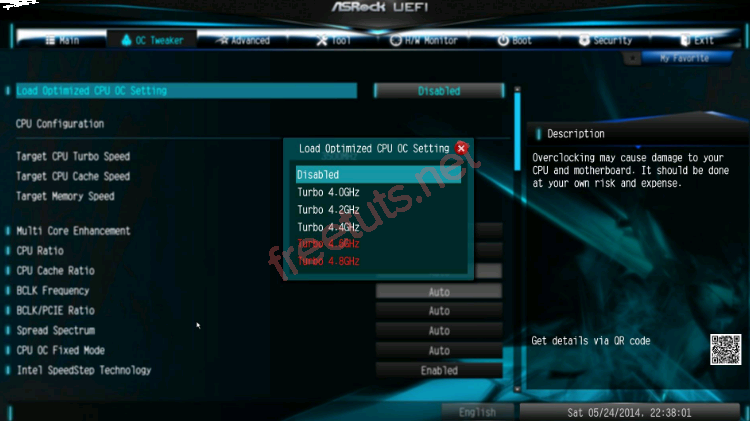 ASRock UEFI
Main
OC Tweaker
Advanced
Tool
H/W Monitor
Boot
Security
Exit
My Favorite
Load Optimized CPU OC Setting
Disabled
CPU Configuration
Target CPU Turbo Speed
Target CPU Cache Speed
Target Memory Speed
Multi Core Enhancement
CPU Ratio
CPU Cache Ratio
BCLK Frequency
Auto
BCLK/PCIE Ratio
Auto
Spread Spectrum
Auto
CPU OC Fixed Mode
Auto
Intel SpeedStep Technology
Enabled
Load Optimized CPU OC Setting
Disabled
Turbo 4.0GHz
Turbo 4.2GHz
Turbo 4.4GHz
Turbo 4.6GHz
Turbo 4.8GHz
freetuts.net
Description
Overclocking may cause damage to your
CPU and motherboard. It should be done
at your own risk and expense.
Get details via QR code
English
Sat 05/24/2014, 22:38:01